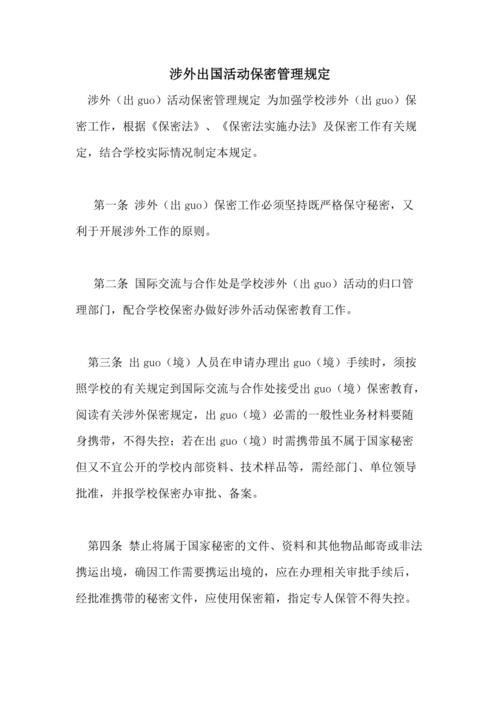 涉外出国活动保密管理规定
涉外（出 guo）活动保密管理规定 为加强学校涉外（出 guo）保
密工作，根据《保密法》、《保密法实施办法》及保密工作有关规
定，结合学校实际情况制定本规定。
第一条 涉外（出 guo）保密工作必须坚持既严格保守秘密，又
利于开展涉外工作的原则。
第二条 国际交流与合作处是学校涉外（出 guo）活动的归口管
理部门，配合学校保密办做好涉外活动保密教育工作。
第三条 出 guo（境）人员在申请办理出 guo（境）手续时，须按
照学校的有关规定到国际交流与合作处接受出 guo（境）保密教育，
阅读有关涉外保密规定，出 guo（境）必需的一般性业务材料要随
身携带，不得失控；若在出 guo（境）时需携带虽不属于国家秘密
但又不宜公开的学校内部资料、技术样品等，需经部门、单位领导
批准，并报学校保密办审批、备案。
第四条 禁止将属于国家秘密的文件、资料和其他物品邮寄或非法
携运出境，确因工作需要携运出境的，应在办理相关审批手续后，
经批准携带的秘密文件，应使用保密箱，指定专人保管不得失控。